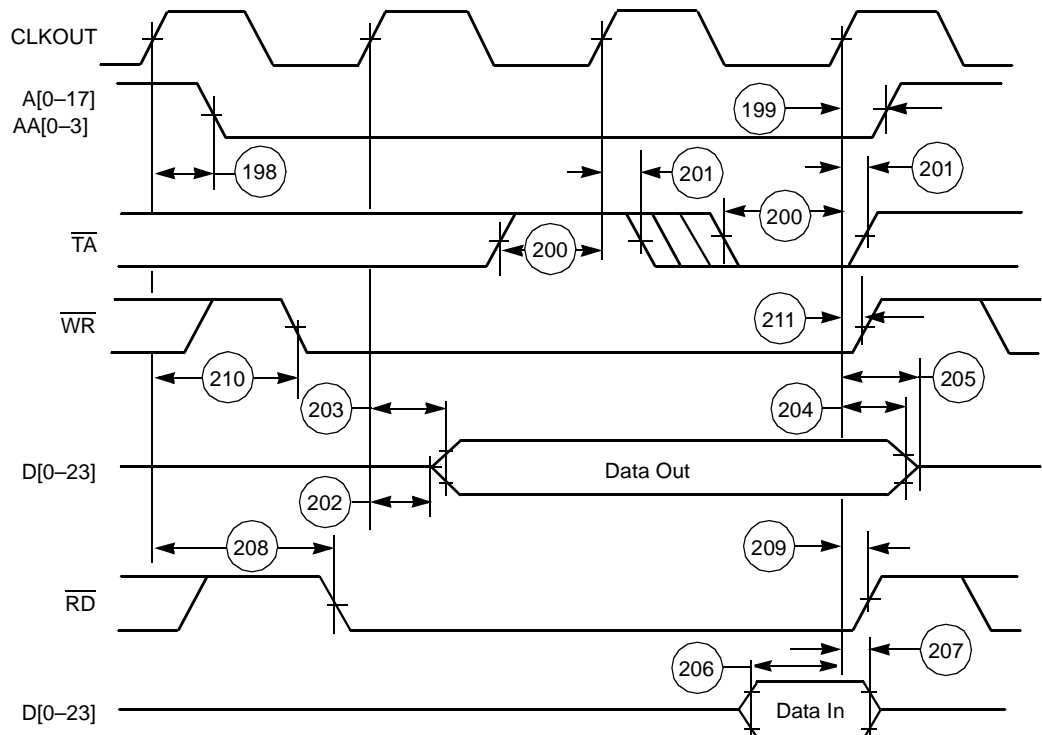 CLKOUT
A[0–17]
AA[0–3]
199
198
201
201
200
200
TA
WR
211
210
205
203
204
D[0–23]
Data Out
202
208
209
RD
206
207
D[0–23]
Data In